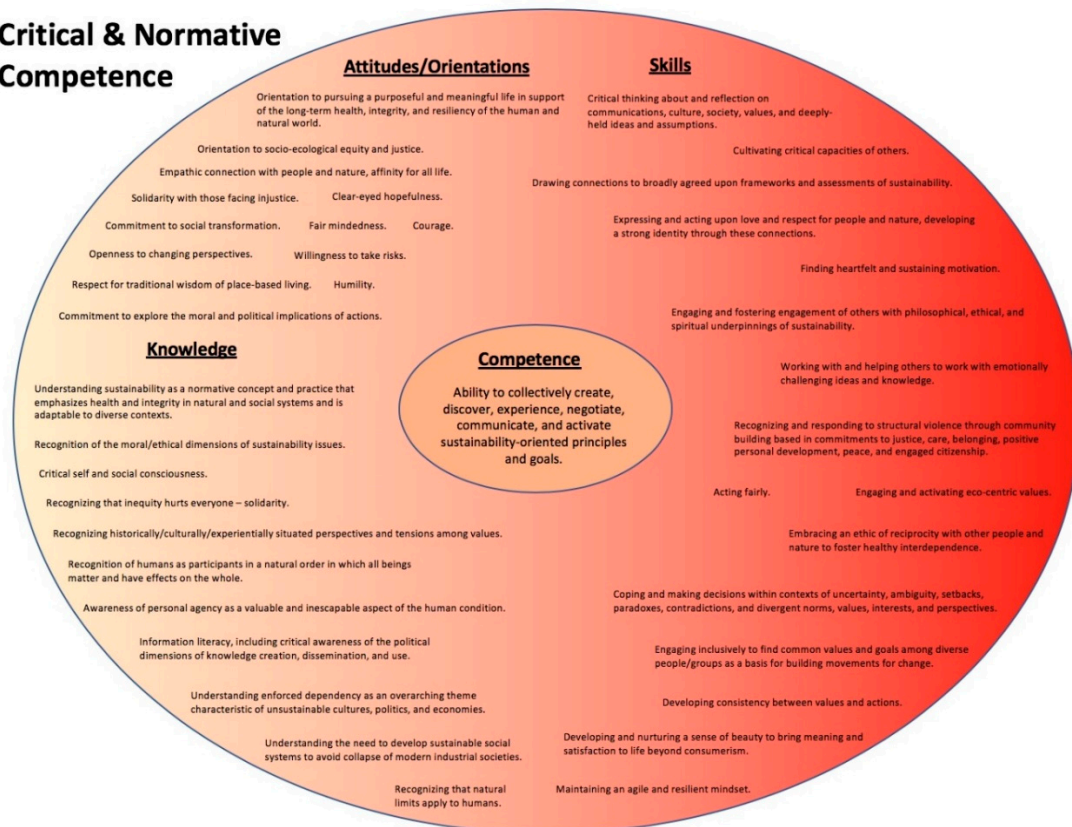 Critical & Normative
Competence
Attitudes/Orientations
Orientation to pursuing a purposeful and meaningful life in support
of the long-term health, integrity, and resiliency of the human and
natural world.
Orientation to socio-ecological equity and justice.
Empathic connection with people and nature, affinity for all life.
Solidarity with those facing injustice.
Clear-eyed hopefulness.
Commitment to social transformation.
Fair mindedness.
Courage.
Openness to changing perspectives.
Willingness to take risks.
Respect for traditional wisdom of place-based living.
Humility.
Commitment to explore the moral and political implications of actions.
Knowledge
Understanding sustainability as a normative concept and practice that
emphasizes health and integrity in natural and social systems and is
adaptable to diverse contexts.
Recognition of the moral/ethical dimensions of sustainability issues.
Critical self and social consciousness.
Recognizing that inequity hurts everyone – solidarity.
Recognizing historically/culturally/experientially situated perspectives and tensions among values.
Recognition of humans as participants in a natural order in which all beings
matter and have effects on the whole.
Awareness of personal agency as a valuable and inescapable aspect of the human condition.
Information literacy, including critical awareness of the political
dimensions of knowledge creation, dissemination, and use.
Understanding enforced dependency as an overarching theme
characteristic of unsustainable cultures, politics, and economies.
Understanding the need to develop sustainable social
systems to avoid collapse of modern industrial societies.
Recognizing that natural
limits apply to humans.
Competence
Ability to collectively create,
discover, experience, negotiate,
communicate, and activate
sustainability-oriented principles
and goals.
Skills
Critical thinking about and reflection on
communications, culture, society, values, and deeply-
held ideas and assumptions.
Cultivating critical capacities of others.
Drawing connections to broadly agreed upon frameworks and assessments of sustainability.
Expressing and acting upon love and respect for people and nature, developing
a strong identity through these connections.
Finding heartfelt and sustaining motivation.
Engaging and fostering engagement of others with philosophical, ethical, and
spiritual underpinnings of sustainability.
Working with and helping others to work with emotionally
challenging ideas and knowledge.
Recognizing and responding to structural violence through community
building based in commitments to justice, care, belonging, positive
personal development, peace, and engaged citizenship.
Acting fairly.
Engaging and activating eco-centric values.
Embracing an ethic of reciprocity with other people and
nature to foster healthy interdependence.
Coping and making decisions within contexts of uncertainty, ambiguity, setbacks,
paradoxes, contradictions, and divergent norms, values, interests, and perspectives.
Engaging inclusively to find common values and goals among diverse
people/groups as a basis for building movements for change.
Developing consistency between values and actions.
Developing and nurturing a sense of beauty to bring meaning and
satisfaction to life beyond consumerism.
Maintaining an agile and resilient mindset.